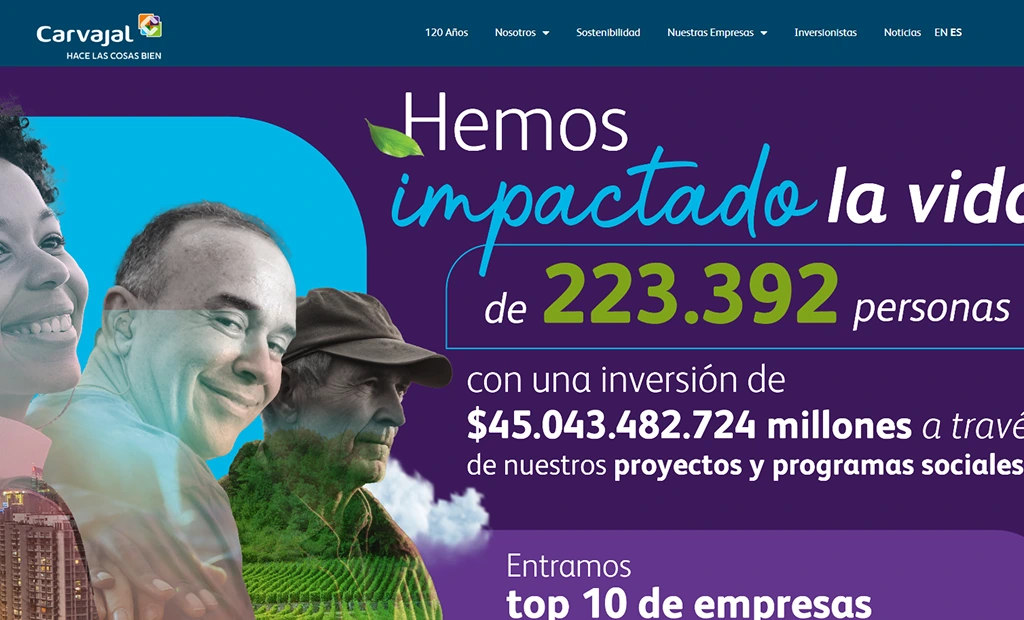 Carvajal
HACE LAS COSAS BIEN
120 Años Nosotros Sostenibilidad Nuestras Empresas Inversionistas Noticias EN ES
Hemos
impactado la vida
de 223.392 personas
con una inversión de
$45.043.482.724 millones a travé
de nuestros proyectos y programas sociales
Entramos
top 10 de empresas